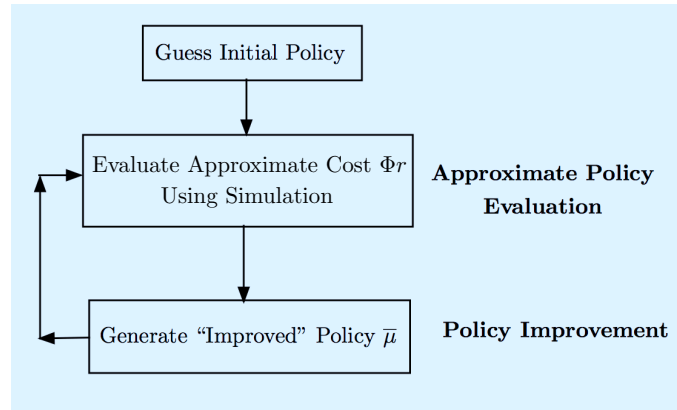 Guess Initial Policy
Evaluate Approximate Cost Φr
Using Simulation
Approximate Policy
Evaluation
Generate “Improved” Policy μ̅
Policy Improvement